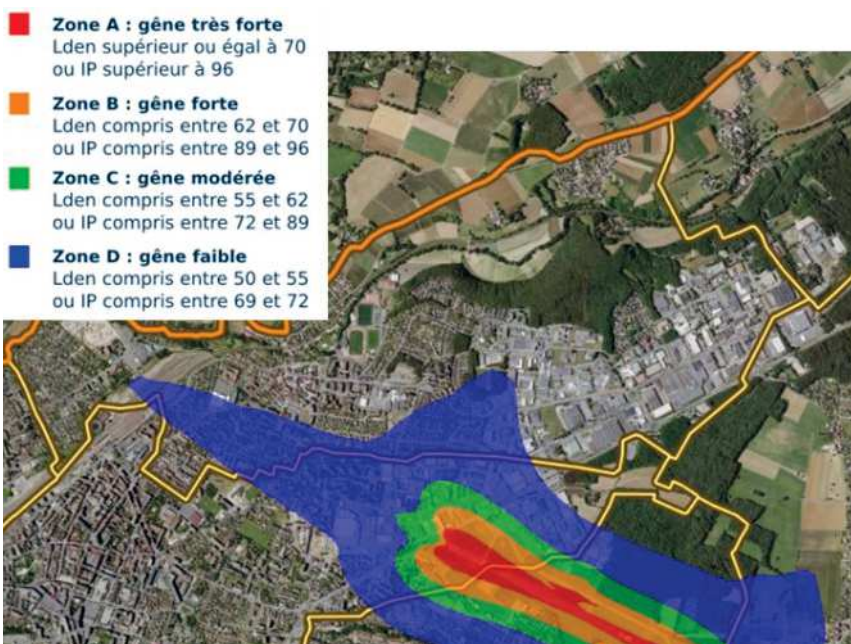 Zone A : gêne très forte
Lden supérieur ou égal à 70
ou IP supérieur à 96
Zone B : gêne forte
Lden compris entre 62 et 70
ou IP compris entre 89 et 96
Zone C : gêne modérée
Lden compris entre 55 et 62
ou IP compris entre 72 et 89
Zone D : gêne faible
Lden compris entre 50 et 55
ou IP compris entre 69 et 72